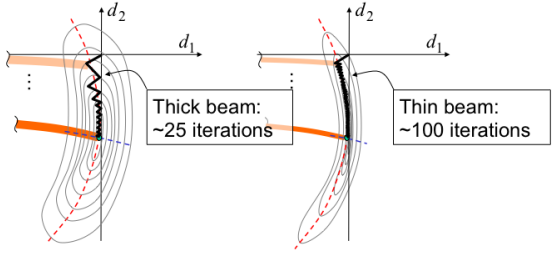 d₂
d₁
⋮
Thick beam:
~25 iterations
d₂
d₁
...
Thin beam:
~100 iterations